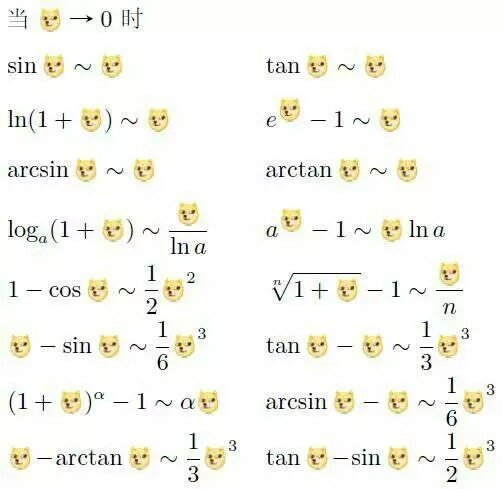 当 🐶 → 0 时
sin 🐶 ~ 🐶    tan 🐶 ~ 🐶
ln(1 + 🐶) ~ 🐶    e^🐶 − 1 ~ 🐶
arcsin 🐶 ~ 🐶    arctan 🐶 ~ 🐶
logₐ(1 + 🐶) ~ 🐶/ln a    a^🐶 − 1 ~ 🐶 ln a
1 − cos 🐶 ~ 1/2 🐶²    ⁿ√(1 + 🐶) − 1 ~ 🐶/n
🐶 − sin 🐶 ~ 1/6 🐶³    tan 🐶 − 🐶 ~ 1/3 🐶³
(1 + 🐶)^α − 1 ~ α🐶    arcsin 🐶 − 🐶 ~ 1/6 🐶³
🐶−arctan 🐶 ~ 1/3 🐶³    tan 🐶−sin 🐶 ~ 1/2 🐶³